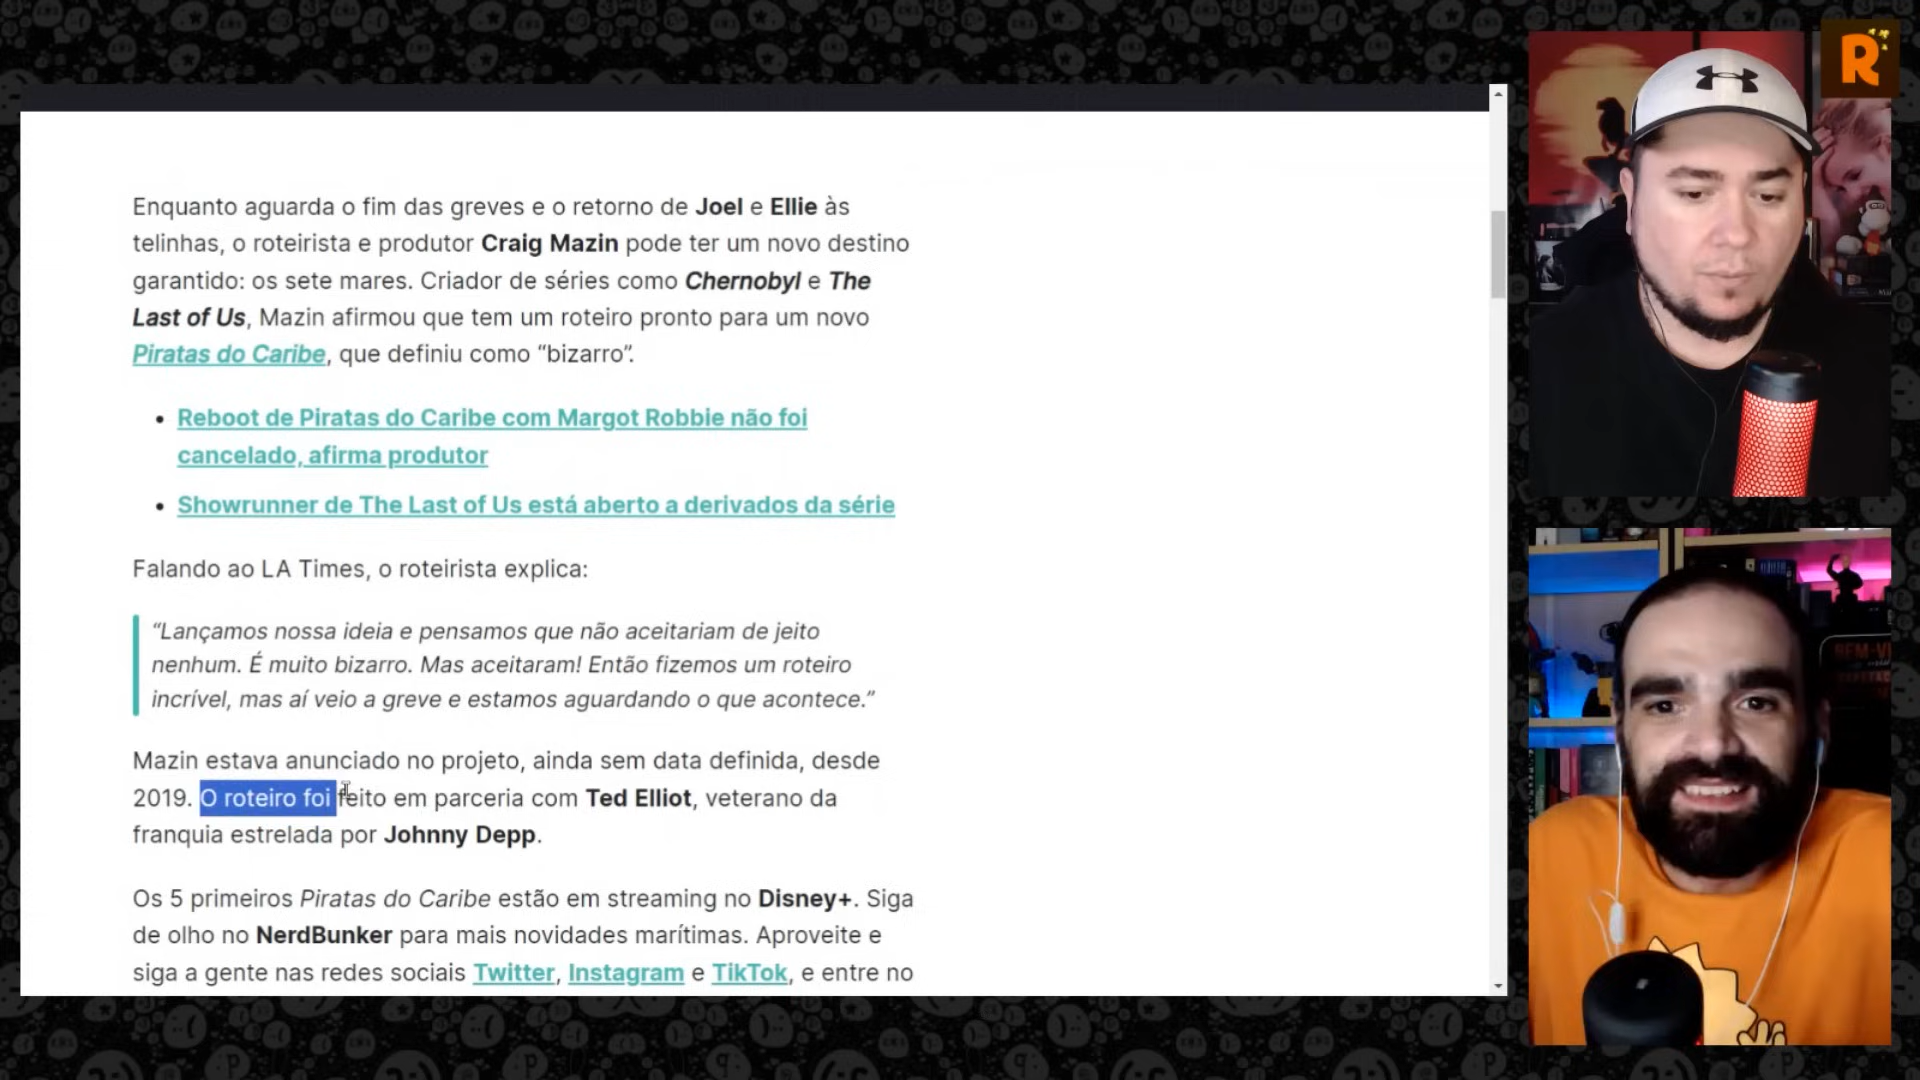 Enquanto aguarda o fim das greves e o retorno de Joel e Ellie às
telinhas, o roteirista e produtor Craig Mazin pode ter um novo destino
garantido: os sete mares. Criador de séries como Chernobyl e The
Last of Us, Mazin afirmou que tem um roteiro pronto para um novo
Piratas do Caribe, que definiu como “bizarro”.
• Reboot de Piratas do Caribe com Margot Robbie não foi
cancelado, afirma produtor
• Showrunner de The Last of Us está aberto a derivados da série
Falando ao LA Times, o roteirista explica:
“Lançamos nossa ideia e pensamos que não aceitariam de jeito
nenhum. É muito bizarro. Mas aceitaram! Então fizemos um roteiro
incrível, mas aí veio a greve e estamos aguardando o que acontece.”
Mazin estava anunciado no projeto, ainda sem data definida, desde
2019. O roteiro foi feito em parceria com Ted Elliot, veterano da
franquia estrelada por Johnny Depp.
Os 5 primeiros Piratas do Caribe estão em streaming no Disney+. Siga
de olho no NerdBunker para mais novidades marítimas. Aproveite e
siga a gente nas redes sociais Twitter, Instagram e TikTok, e entre no
R